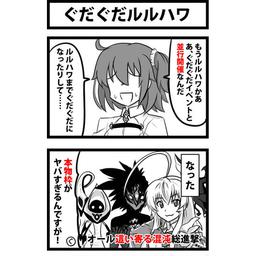 ぐだぐだルルハワ
もうルルハワかぁ
あ、ぐだぐだイベントと
並行開催なんだ
ルルハワまでぐだぐだに
なったりして……
なった
本物枠が
ヤバすぎるんですが！
オール這い寄る混沌総進撃